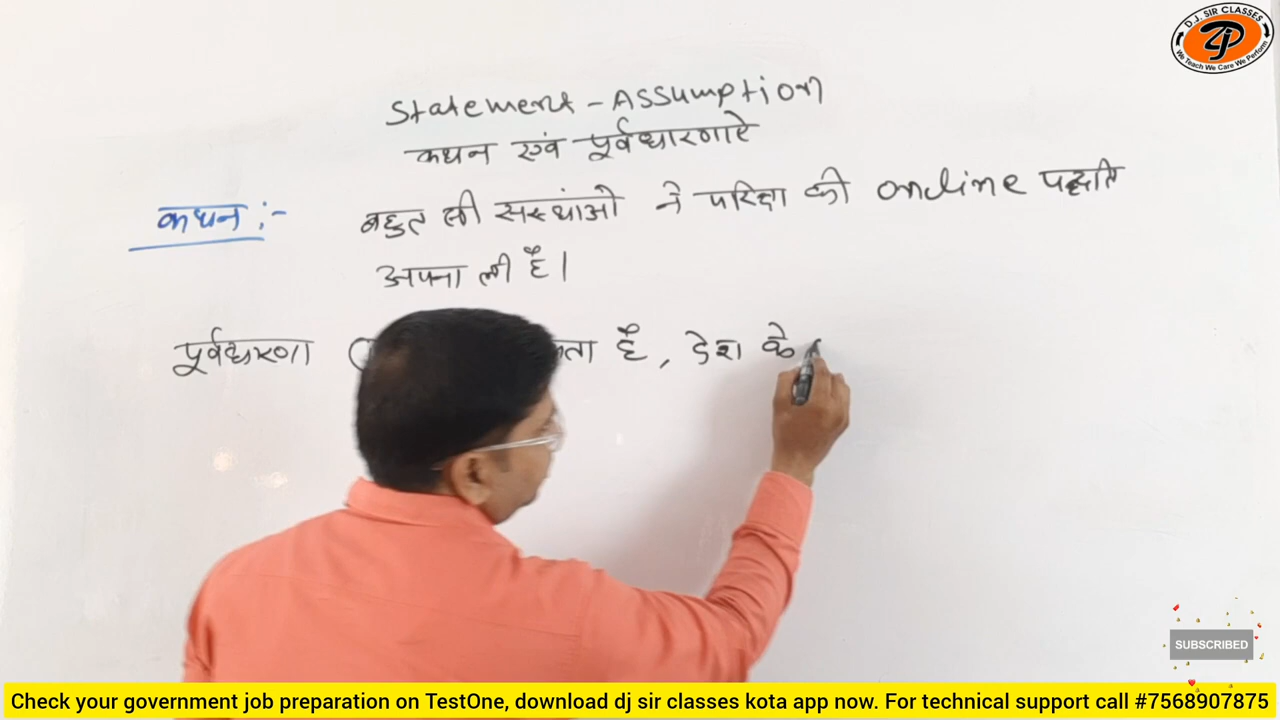 D.J. SIR CLASSES
We Teach We Care We Perform
Statement - Assumption
कथन एवं पूर्वधारणाऐ
कथन :- बहुत सी संस्थांओ ने परिक्षा की online पद्धति
अपना ली है।
पूर्वधारणा है, देश के
SUBSCRIBED
Check your government job preparation on TestOne, download dj sir classes kota app now. For technical support call #7568907875